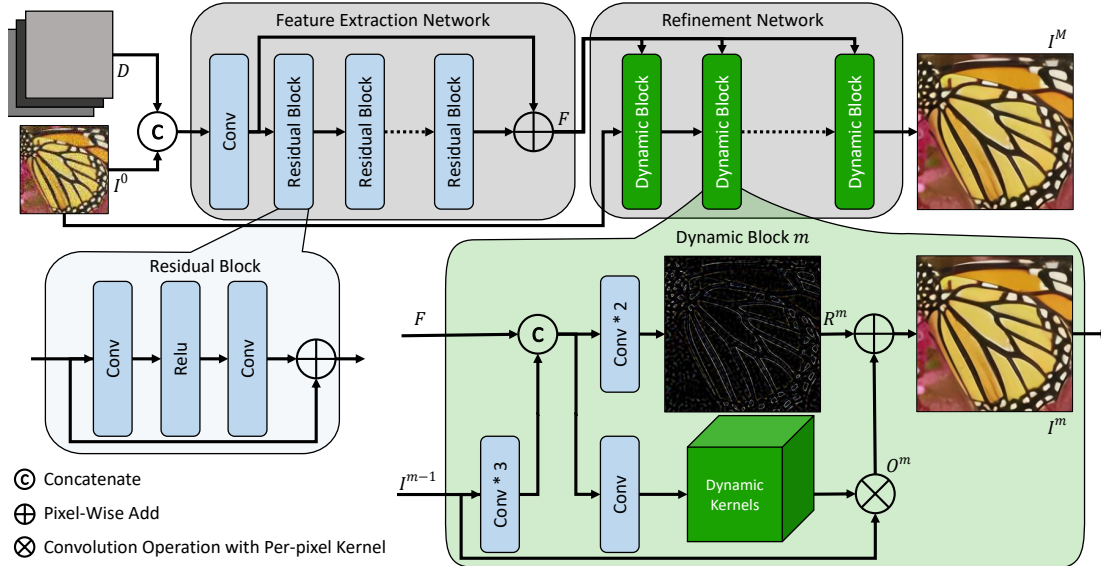 Feature Extraction Network
Refinement Network
D
I^0
C
Conv
Residual Block
Residual Block
Residual Block
F
Dynamic Block
Dynamic Block
Dynamic Block
I^M
Residual Block
Conv
Relu
Conv
Dynamic Block m
F
C
Conv * 2
R^m
I^m
I^{m-1}
Conv * 3
Conv
Dynamic
Kernels
O^m
C Concatenate
Pixel-Wise Add
Convolution Operation with Per-pixel Kernel